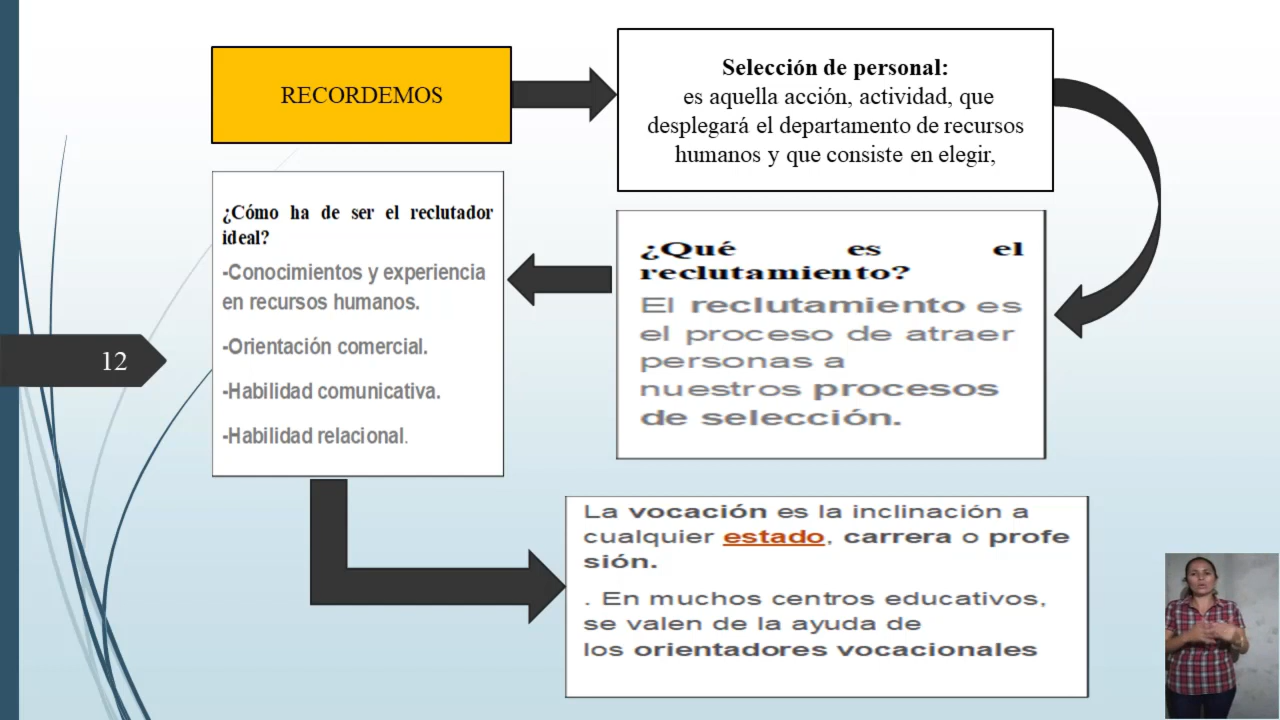 RECORDEMOS
Selección de personal:
es aquella acción, actividad, que
desplegará el departamento de recursos
humanos y que consiste en elegir,
¿Qué es el
reclutamiento?
El reclutamiento es
el proceso de atraer
personas a
nuestros procesos
de selección.
¿Cómo ha de ser el reclutador
ideal?
-Conocimientos y experiencia
en recursos humanos.
-Orientación comercial.
-Habilidad comunicativa.
-Habilidad relacional.
12
La vocación es la inclinación a
cualquier estado, carrera o profe
sión.
. En muchos centros educativos,
se valen de la ayuda de
los orientadores vocacionales